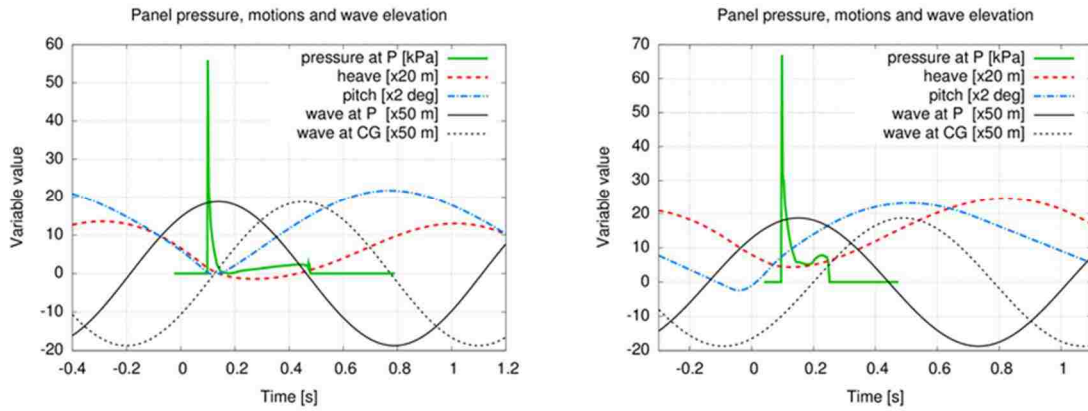 Panel pressure, motions and wave elevation
60
50
40
30
20
10
0
-10
-20
Variable value
pressure at P [kPa]
heave [x20 m]
pitch [x2 deg]
wave at P [x50 m]
wave at CG [x50 m]
-0.4 -0.2 0 0.2 0.4 0.6 0.8 1 1.2
Time [s]
Panel pressure, motions and wave elevation
70
60
50
40
30
20
10
0
-10
-20
Variable value
pressure at P [kPa]
heave [x20 m]
pitch [x2 deg]
wave at P [x50 m]
wave at CG [x50 m]
-0.2 0 0.2 0.4 0.6 0.8 1
Time [s]